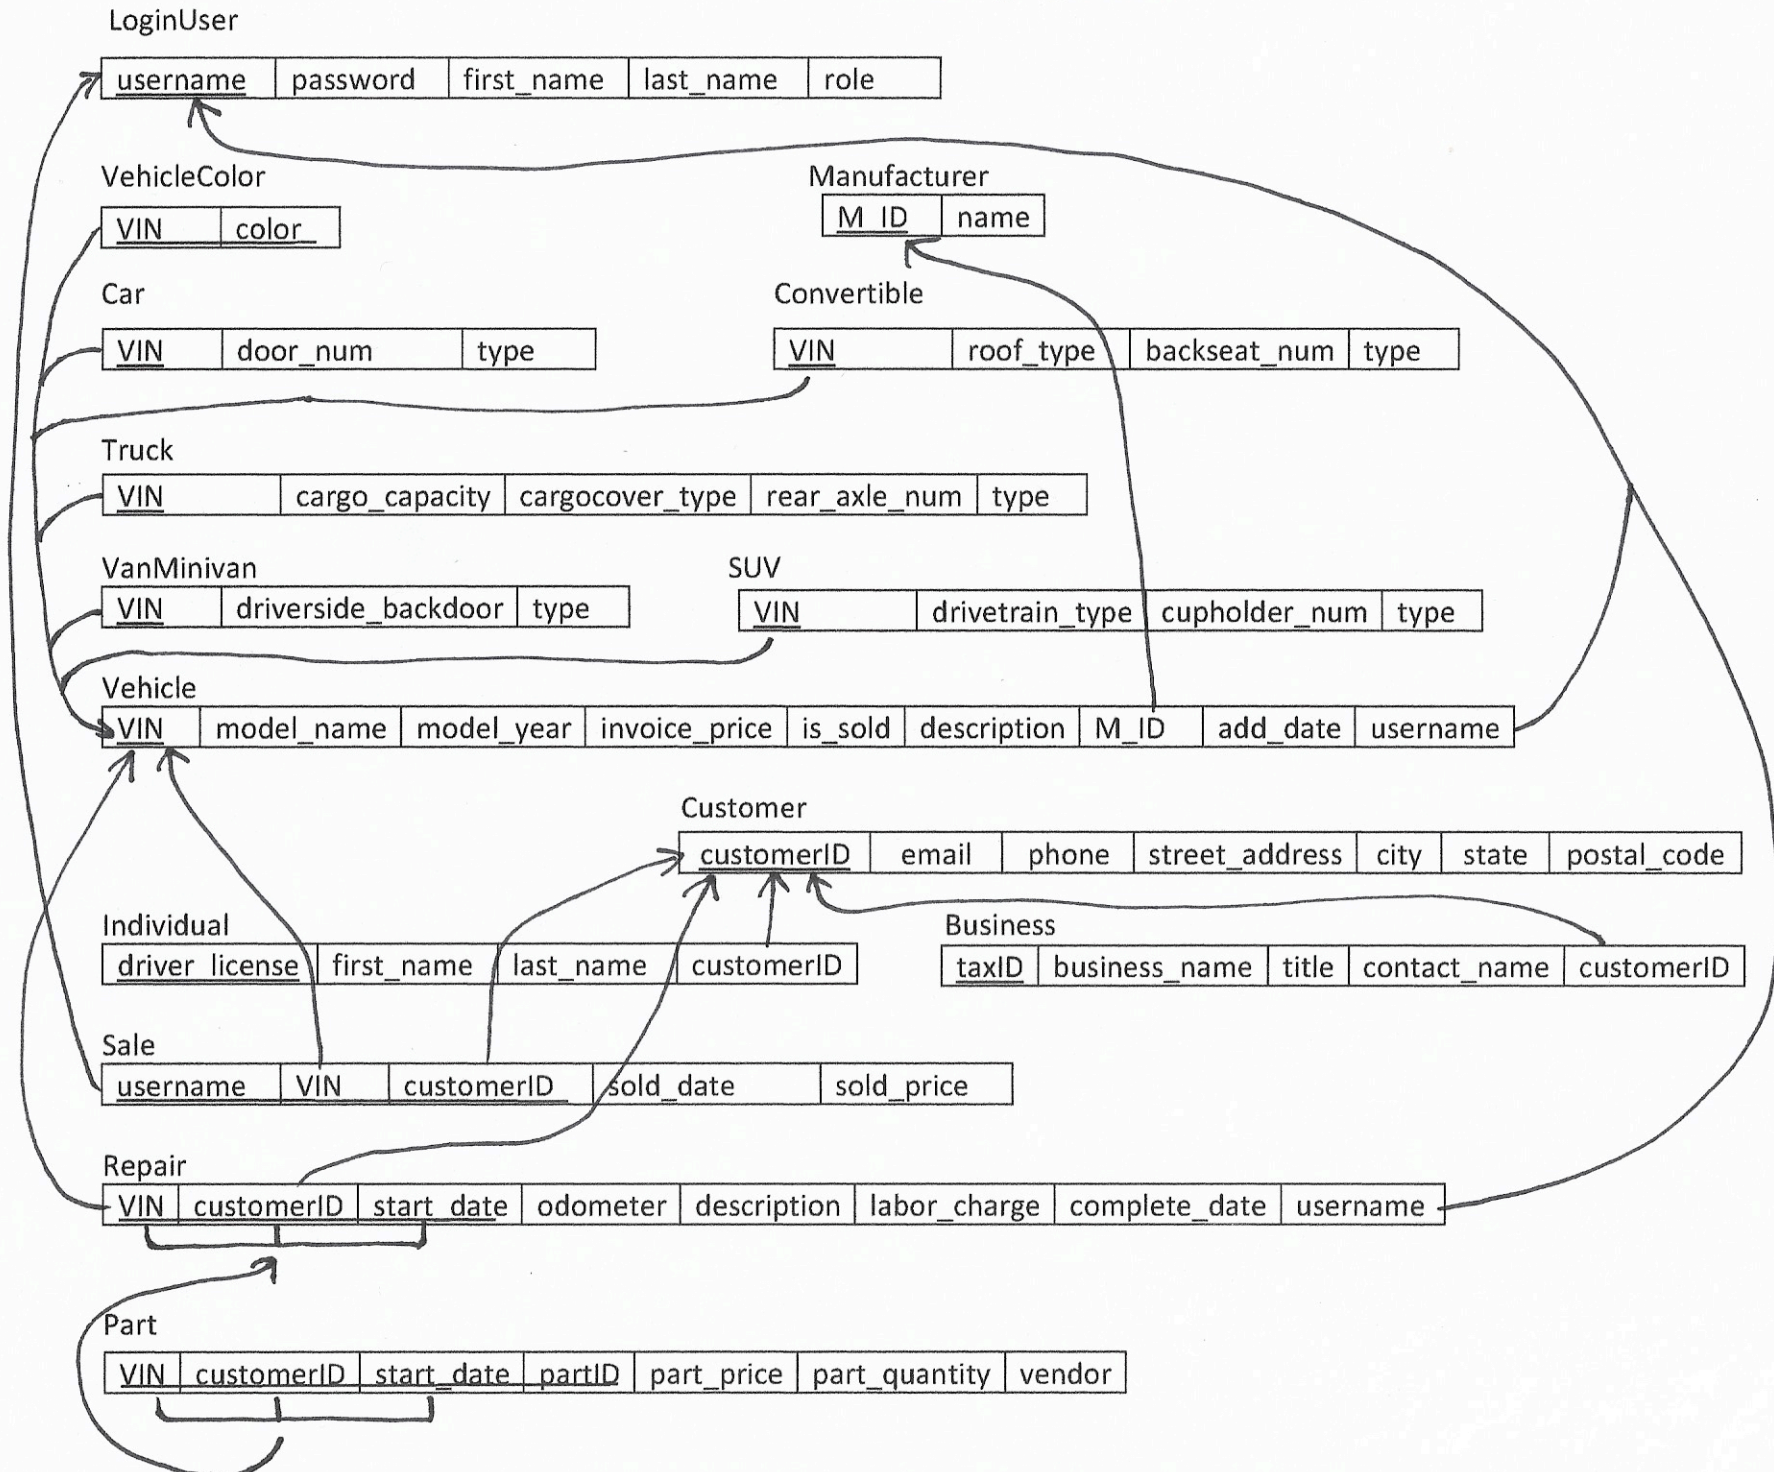 LoginUser
username password first_name last_name role
VehicleColor
VIN color
Manufacturer
M_ID name
Car
VIN door_num type
Convertible
VIN roof_type backseat_num type
Truck
VIN cargo_capacity cargocover_type rear_axle_num type
VanMinivan
VIN driverside_backdoor type
SUV
VIN drivetrain_type cupholder_num type
Vehicle
VIN model_name model_year invoice_price is_sold description M_ID add_date username
Customer
customerID email phone street_address city state postal_code
Individual
driver_license first_name last_name customerID
Business
taxID business_name title contact_name customerID
Sale
username VIN customerID sold_date sold_price
Repair
VIN customerID start_date odometer description labor_charge complete_date username
Part
VIN customerID start_date partID part_price part_quantity vendor